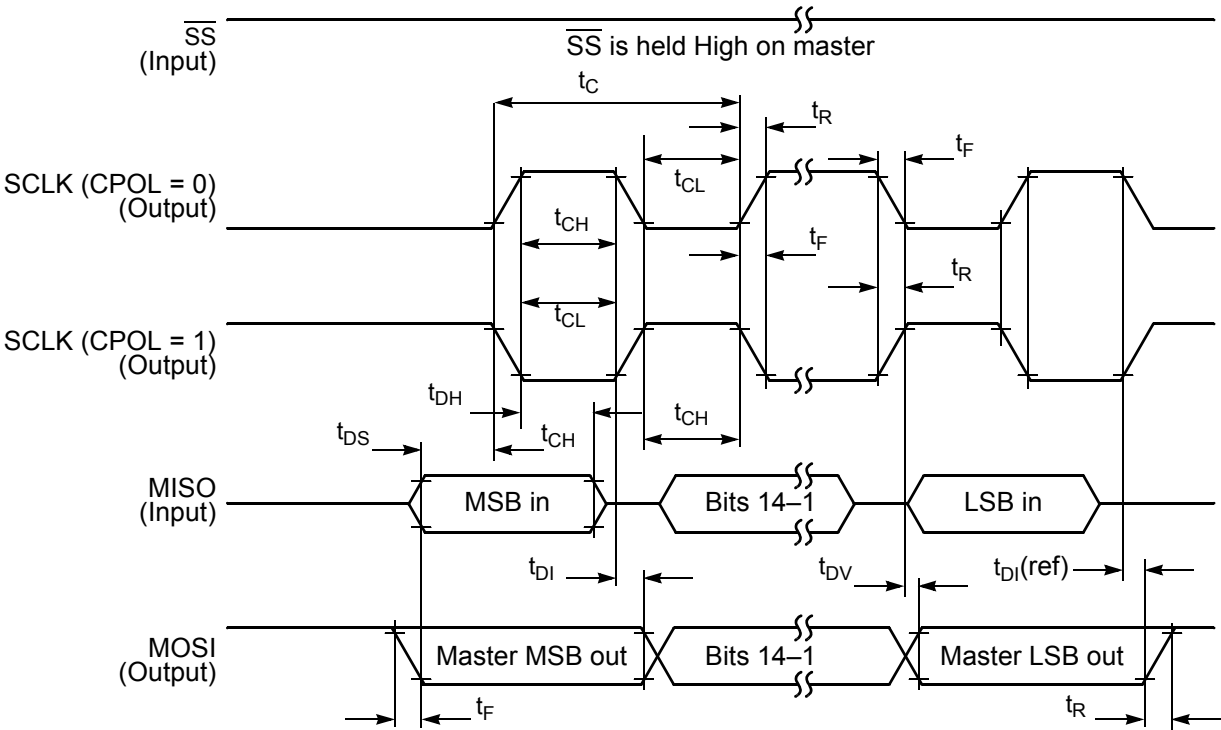 SS
(Input)
SS is held High on master
tC
tR
tF
SCLK (CPOL = 0)
(Output)
tCL
tCH
tF
tR
tCL
SCLK (CPOL = 1)
(Output)
tDH
tCH
tCH
tDS
MISO
(Input)
MSB in
Bits 14–1
LSB in
tDI
tDV
tDI(ref)
MOSI
(Output)
Master MSB out
Bits 14–1
Master LSB out
tF
tR